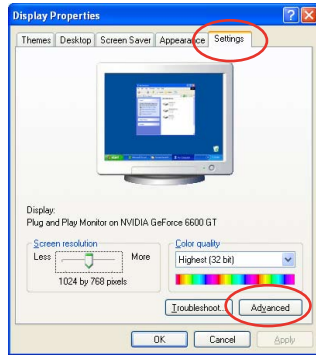 Display Properties
Themes Desktop Screen Saver Appearance Settings
Display:
Plug and Play Monitor on NVIDIA GeForce 6600 GT
Screen resolution
Less More
1024 by 768 pixels
Color quality
Highest (32 bit)
Troubleshoot... Advanced
OK Cancel Apply